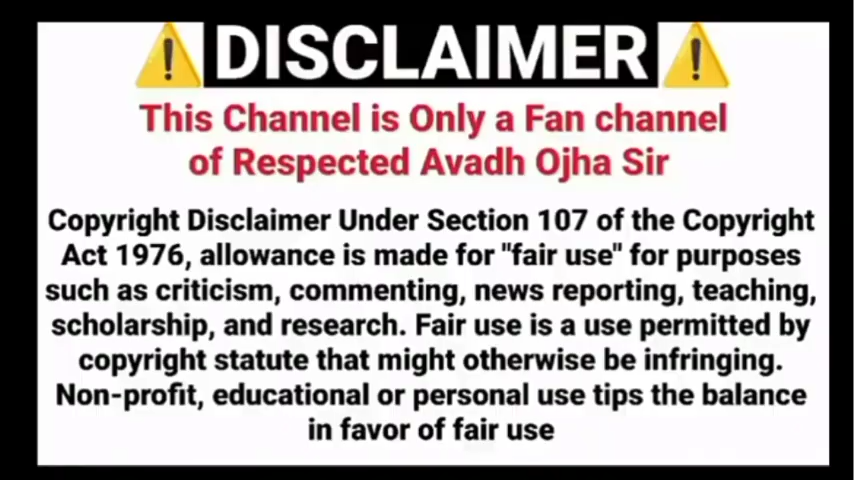 ⚠️DISCLAIMER⚠️
This Channel is Only a Fan channel
of Respected Avadh Ojha Sir
Copyright Disclaimer Under Section 107 of the Copyright
Act 1976, allowance is made for "fair use" for purposes
such as criticism, commenting, news reporting, teaching,
scholarship, and research. Fair use is a use permitted by
copyright statute that might otherwise be infringing.
Non-profit, educational or personal use tips the balance
in favor of fair use